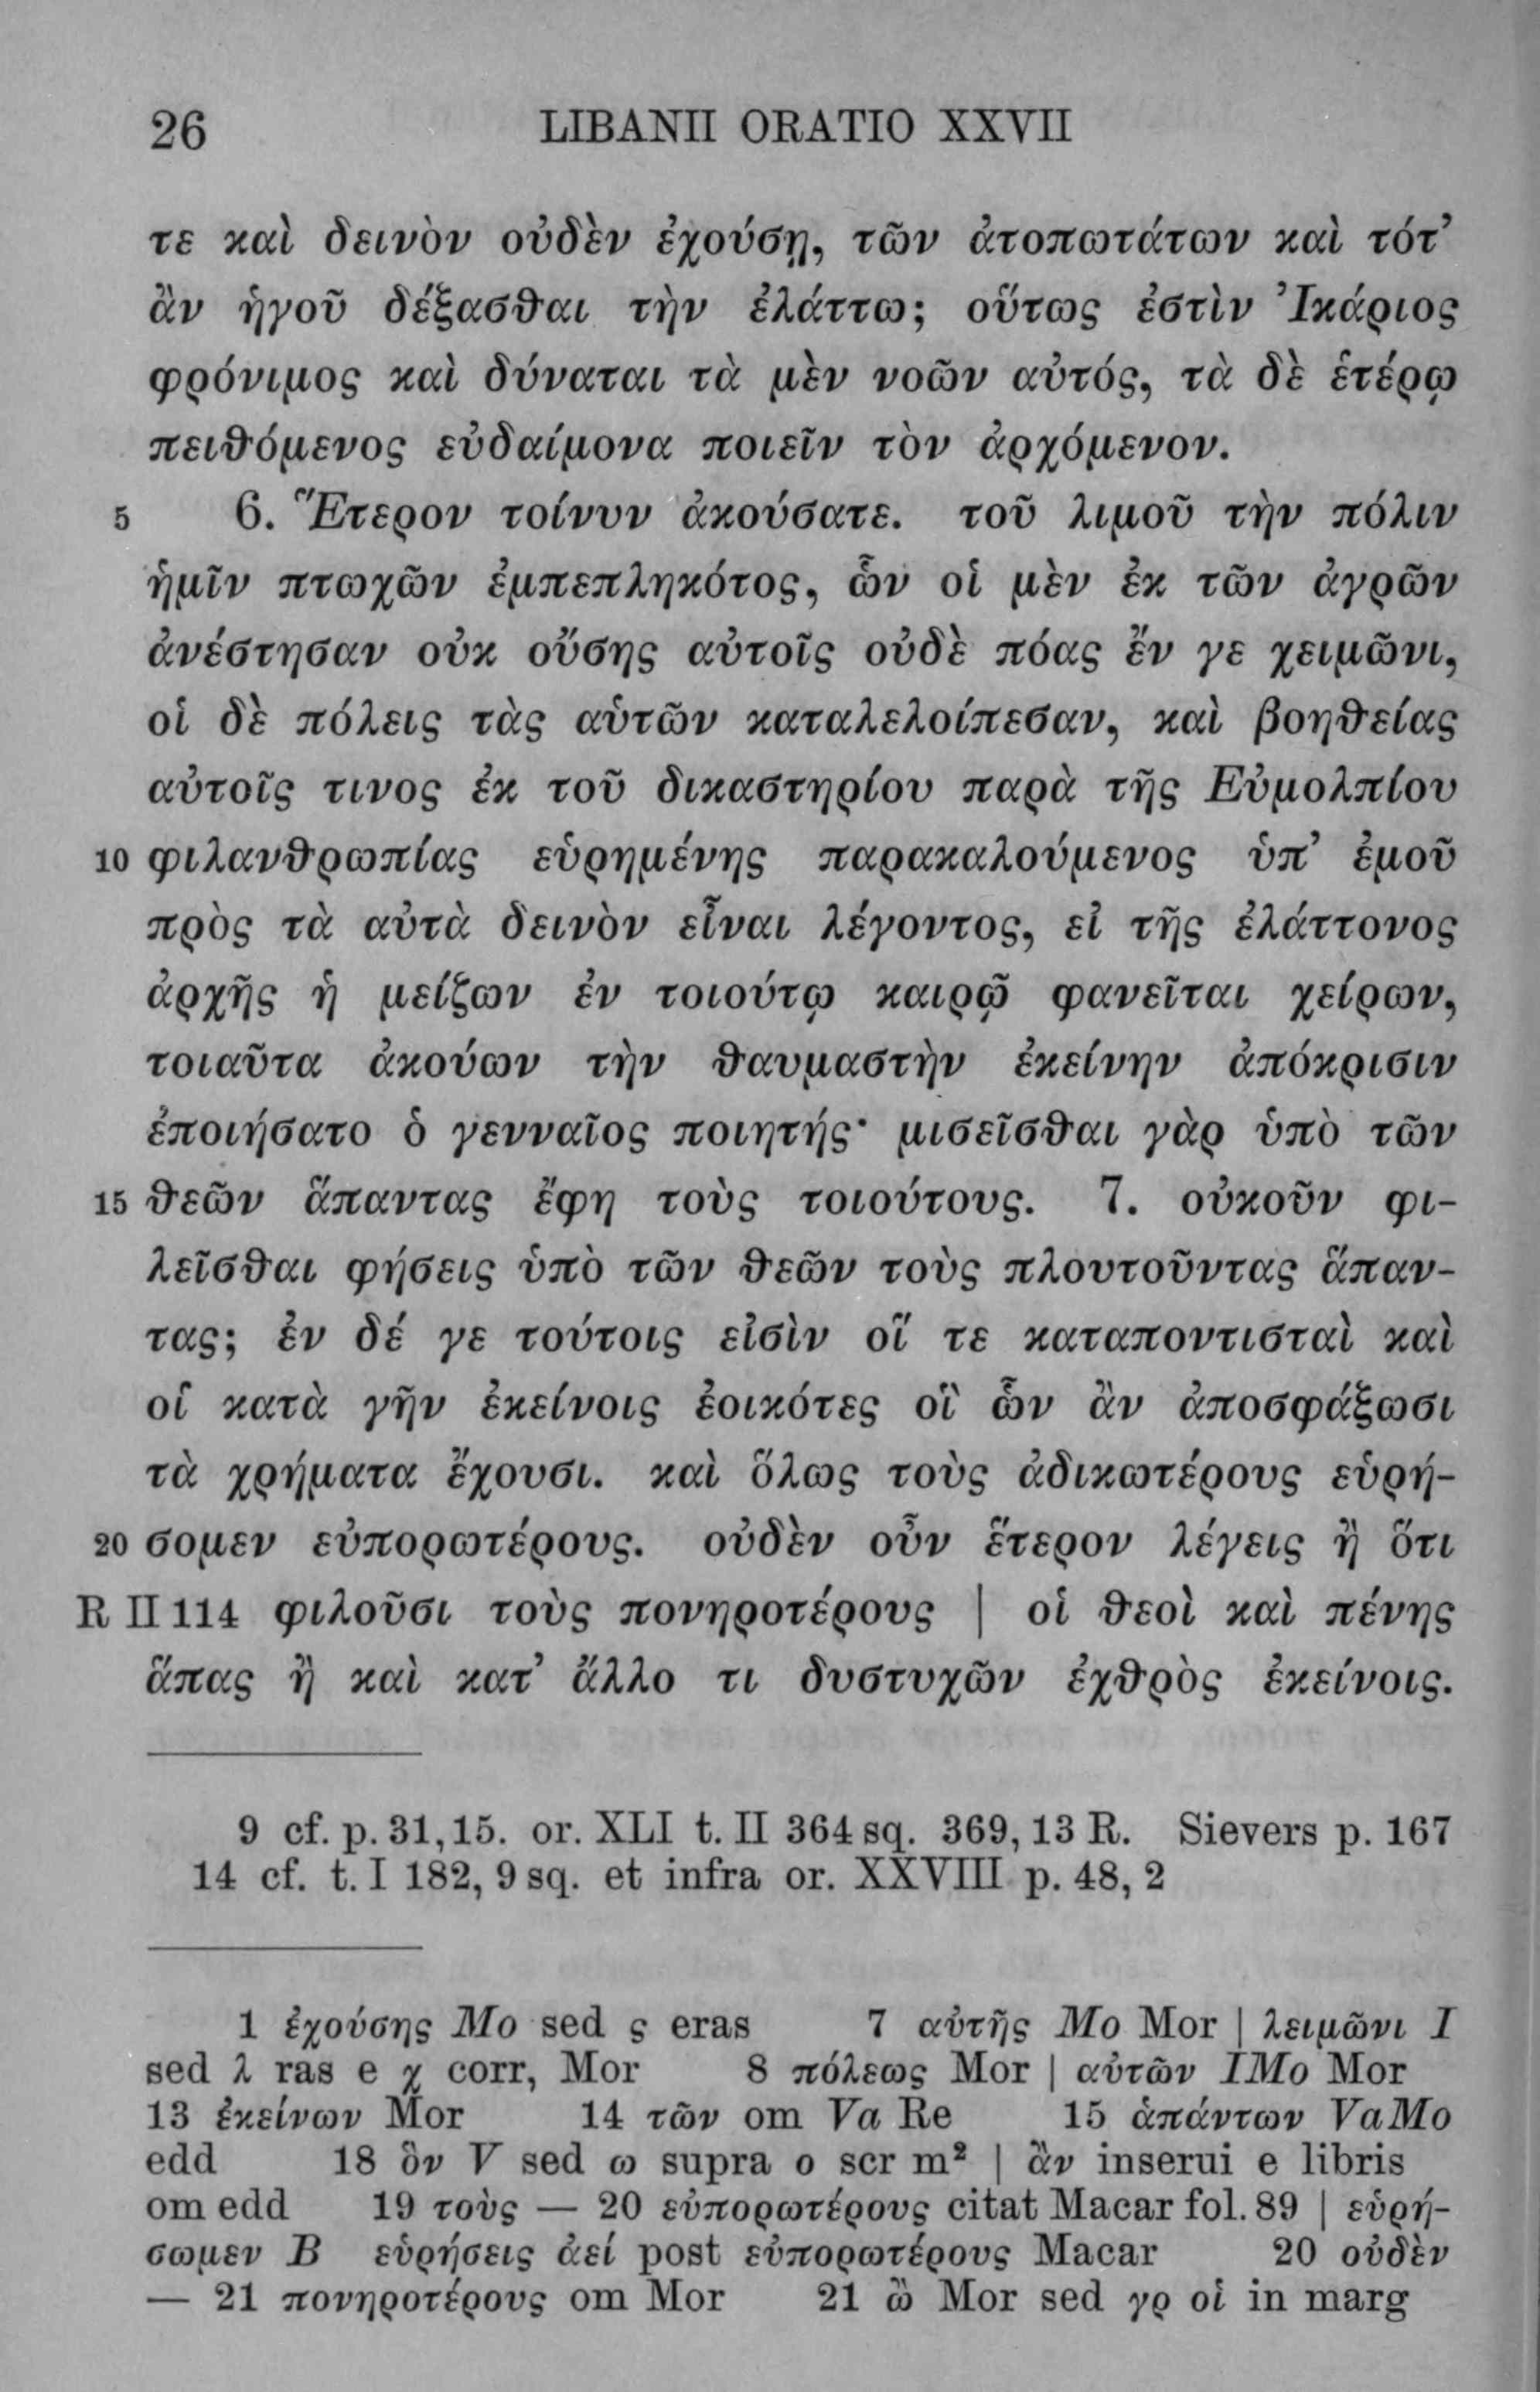 26 LIBANII ORATIO XXVII
τε καὶ δεινὸν οὐδὲν ἐχούσῃ, τῶν ἀτοπωτάτων καὶ τότ’
ἂν ἡγοῦ δέξασθαι τὴν ἐλάττω; οὕτως ἐστὶν Ἰκάριος
φρόνιμος καὶ δύναται τὰ μὲν νοῶν αὐτός, τὰ δὲ ἑτέρῳ
πειθόμενος εὐδαίμονα ποιεῖν τὸν ἀρχόμενον.
5 6. Ἕτερον τοίνυν ἀκούσατε. τοῦ λιμοῦ τὴν πόλιν
ἡμῖν πτωχῶν ἐμπεπληκότος, ὧν οἱ μὲν ἐκ τῶν ἀγρῶν
ἀνέστησαν οὐκ οὔσης αὐτοῖς οὐδὲ πόας ἔν γε χειμῶνι,
οἱ δὲ πόλεις τὰς αὑτῶν καταλελοίπεσαν, καὶ βοηθείας
αὐτοῖς τινος ἐκ τοῦ δικαστηρίου παρὰ τῆς Εὐμολπίου
10 φιλανθρωπίας εὑρημένης παρακαλούμενος ὑπ’ ἐμοῦ
πρὸς τὰ αὐτὰ δεινὸν εἶναι λέγοντος, εἰ τῆς ἐλάττονος
ἀρχῆς ἡ μείζων ἐν τοιούτῳ καιρῷ φανεῖται χείρων,
τοιαῦτα ἀκούων τὴν θαυμαστὴν ἐκείνην ἀπόκρισιν
ἐποιήσατο ὁ γενναῖος ποιητής· μισεῖσθαι γὰρ ὑπὸ τῶν
15 θεῶν ἅπαντας ἔφη τοὺς τοιούτους. 7. οὐκοῦν φι-
λεῖσθαι φήσεις ὑπὸ τῶν θεῶν τοὺς πλουτοῦντας ἅπαν-
τας; ἐν δέ γε τούτοις εἰσὶν οἵ τε καταποντισταὶ καὶ
οἱ κατὰ γῆν ἐκείνοις ἐοικότες οἳ ὧν ἂν ἀποσφάξωσι
τὰ χρήματα ἔχουσι. καὶ ὅλως τοὺς ἀδικωτέρους εὑρή-
20 σομεν εὐπορωτέρους. οὐδὲν οὖν ἕτερον λέγεις ἢ ὅτι
R II 114 φιλοῦσι τοὺς πονηροτέρους | οἱ θεοὶ καὶ πένης
ἅπας ἢ καὶ κατ’ ἄλλο τι δυστυχῶν ἐχθρὸς ἐκείνοις.
9 cf. p. 31, 15. or. XLI t. II 364 sq. 369, 13 R. Sievers p. 167
14 cf. t. I 182, 9 sq. et infra or. XXVIII p. 48, 2
1 ἐχούσης Mo sed ς eras 7 αὐτῆς Mo Mor | λειμῶνι I
sed λ ras e χ corr, Mor 8 πόλεως Mor | αὐτῶν IMo Mor
13 ἐκείνων Mor 14 τῶν om Va Re 15 ἁπάντων VaMo
edd 18 ὃν V sed ω supra ο scr m² | ἂν inserui e libris
om edd 19 τοὺς — 20 εὐπορωτέρους citat Macar fol. 89 | εὑρή-
σωμεν B εὑρήσεις ἀεί post εὐπορωτέρους Macar 20 οὐδὲν
— 21 πονηροτέρους om Mor 21 ὢ Mor sed γρ οἱ in marg